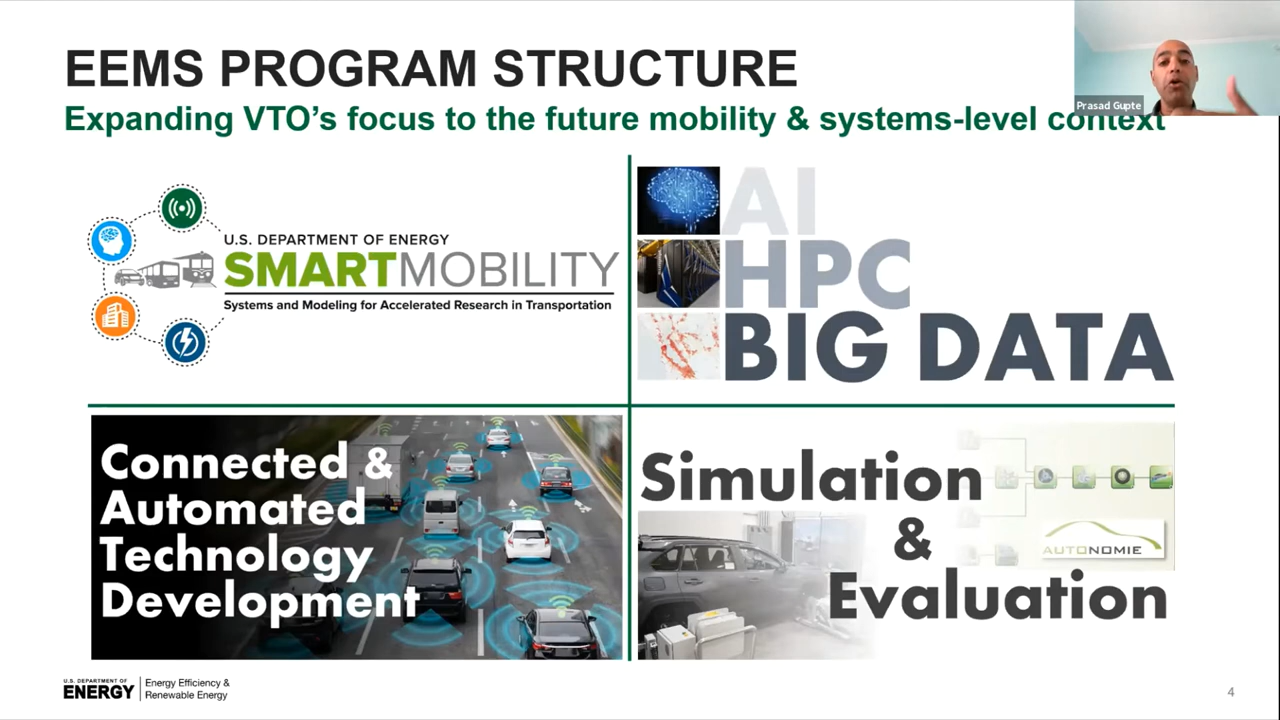 EEMS PROGRAM STRUCTURE
Expanding VTO's focus to the future mobility & systems-level context
Prasad Gupte
U.S. DEPARTMENT OF ENERGY
SMARTMOBILITY
Systems and Modeling for Accelerated Research in Transportation
AI
HPC
BIG DATA
Connected &
Automated
Technology
Development
Simulation
&
Evaluation
AUTONOMIE
U.S. DEPARTMENT OF
ENERGY
Energy Efficiency &
Renewable Energy
4